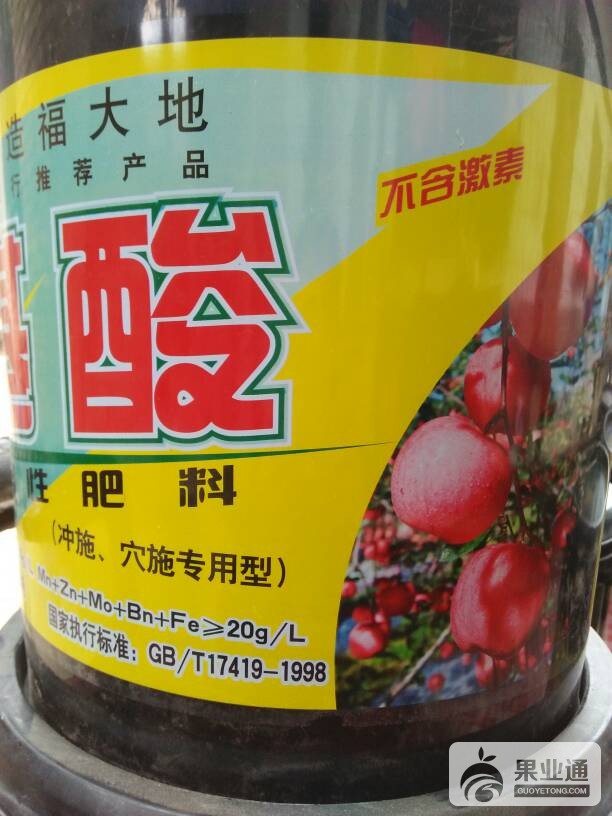 造福大地
行推荐产品
不含激素
酸
性肥料
(冲施、穴施专用型)
Mn+Zn+Mo+Bn+Fe≥20g/L
国家执行标准：GB/T17419-1998
果业通
GUOYETONG.COM